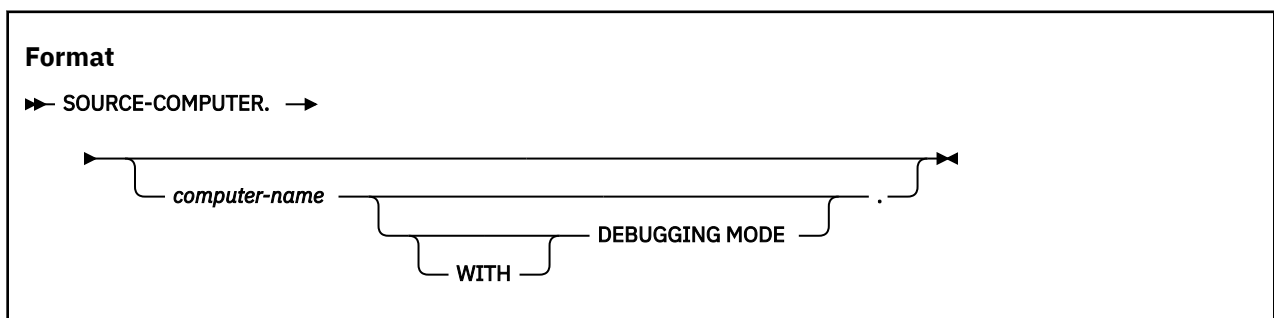 Format
SOURCE-COMPUTER.
computer-name .
DEBUGGING MODE
WITH